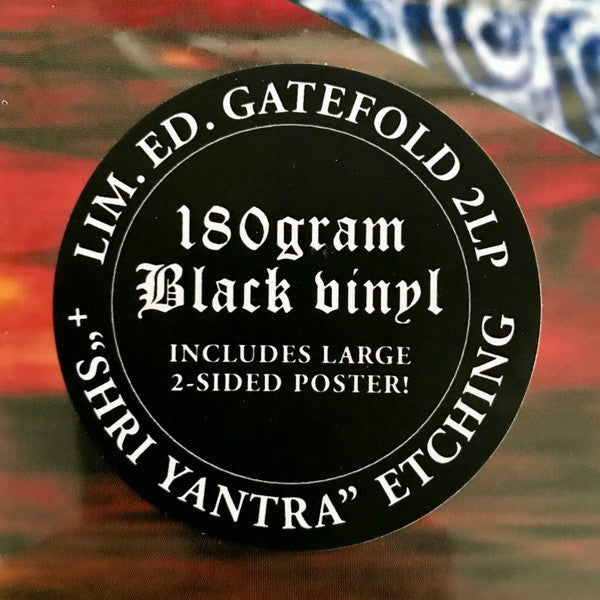 LIM. ED. GATEFOLD 2LP
180gram
Black vinyl
INCLUDES LARGE
2-SIDED POSTER!
+ "SHRI YANTRA” ETCHING